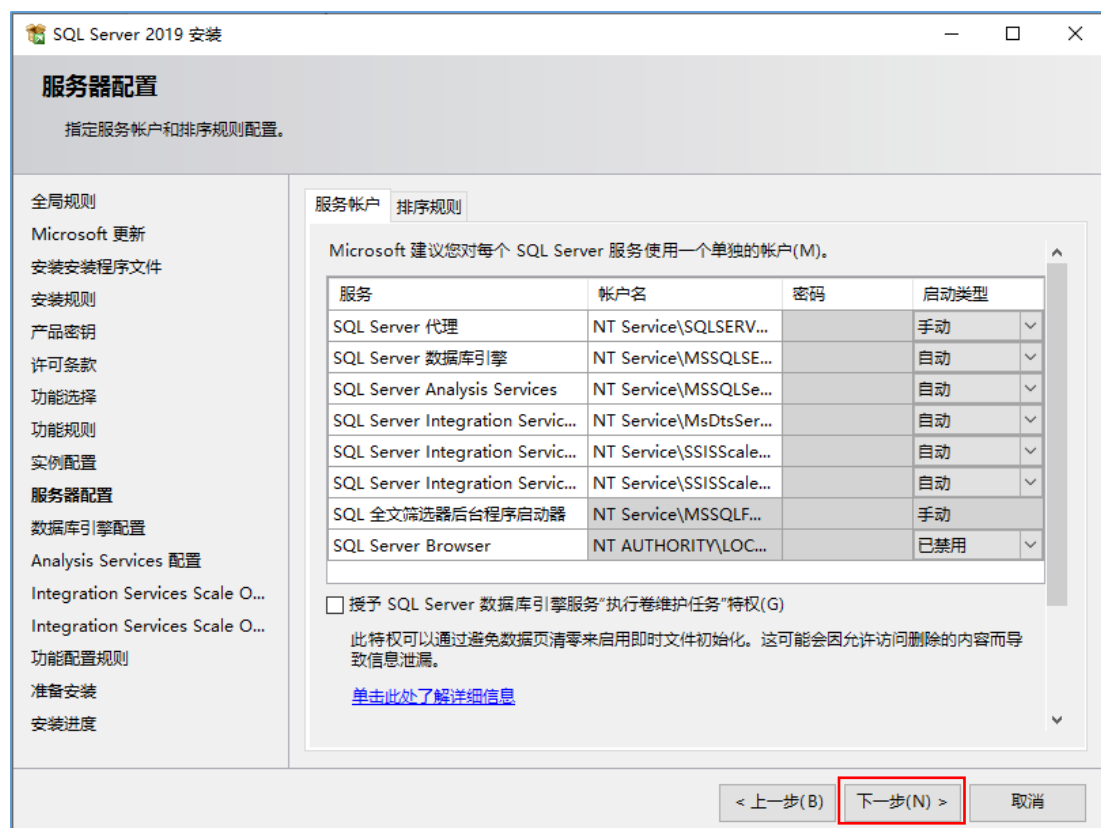 SQL Server 2019 安装
服务器配置
指定服务帐户和排序规则配置。
全局规则
Microsoft 更新
安装安装程序文件
安装规则
产品密钥
许可条款
功能选择
功能规则
实例配置
服务器配置
数据库引擎配置
Analysis Services 配置
Integration Services Scale O...
Integration Services Scale O...
功能配置规则
准备安装
安装进度
服务帐户 排序规则
Microsoft 建议您对每个 SQL Server 服务使用一个单独的帐户(M)。
服务 帐户名 密码 启动类型
SQL Server 代理 NT Service\SQLSERV... 手动
SQL Server 数据库引擎 NT Service\MSSQLSE... 自动
SQL Server Analysis Services NT Service\MSSQLSe... 自动
SQL Server Integration Servic... NT Service\MsDtsSer... 自动
SQL Server Integration Servic... NT Service\SSISScale... 自动
SQL Server Integration Servic... NT Service\SSISScale... 自动
SQL 全文筛选器后台程序启动器 NT Service\MSSQLF... 手动
SQL Server Browser NT AUTHORITY\LOC... 已禁用
授予 SQL Server 数据库引擎服务“执行卷维护任务”特权(G)
此特权可以通过避免数据页清零来启用即时文件初始化。这可能会因允许访问删除的内容而导
致信息泄漏。
单击此处了解详细信息
< 上一步(B) 下一步(N) > 取消